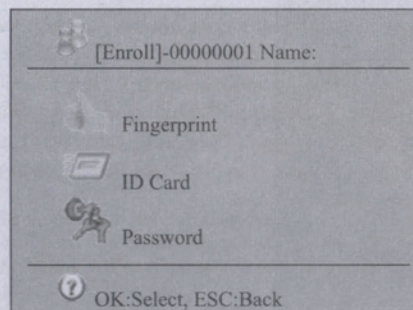 [Enroll]-00000001 Name:
Fingerprint
ID Card
Password
OK:Select, ESC:Back